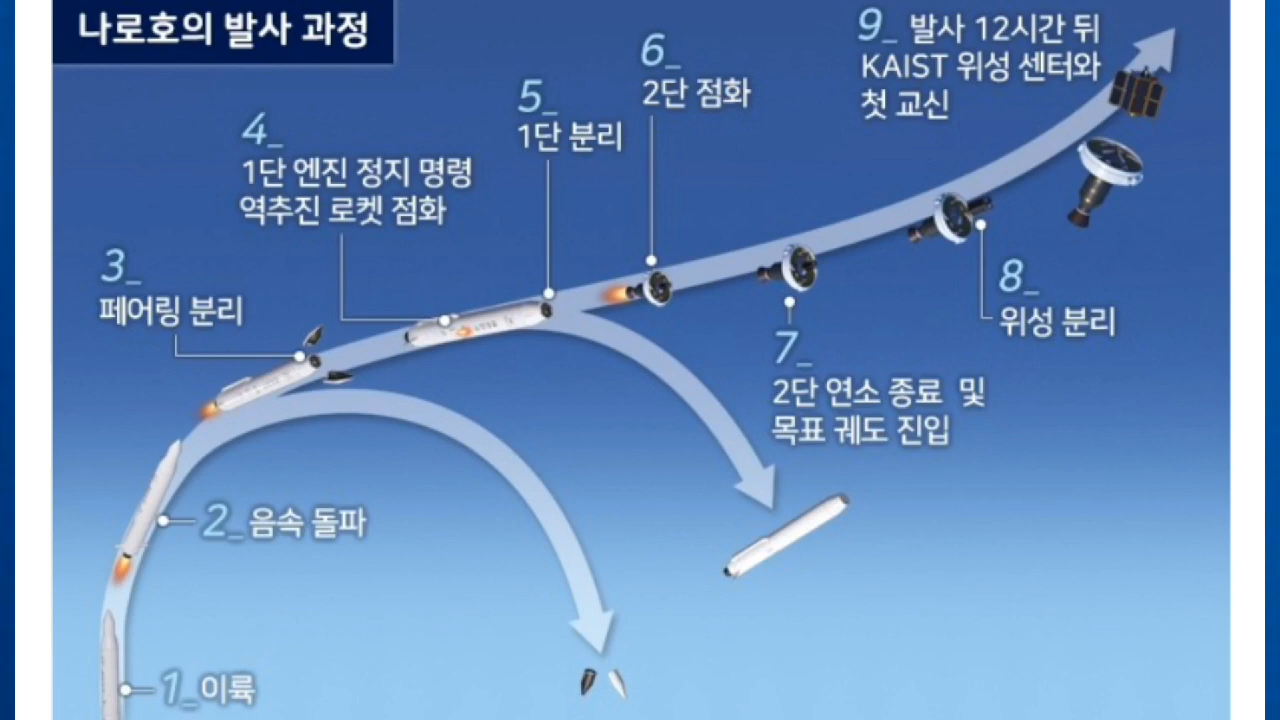 나로호의 발사 과정
1_이륙
2_음속 돌파
3_
페어링 분리
4_
1단 엔진 정지 명령
역추진 로켓 점화
5_
1단 분리
6_
2단 점화
7_
2단 연소 종료 및
목표 궤도 진입
8_
위성 분리
9_ 발사 12시간 뒤
KAIST 위성 센터와
첫 교신